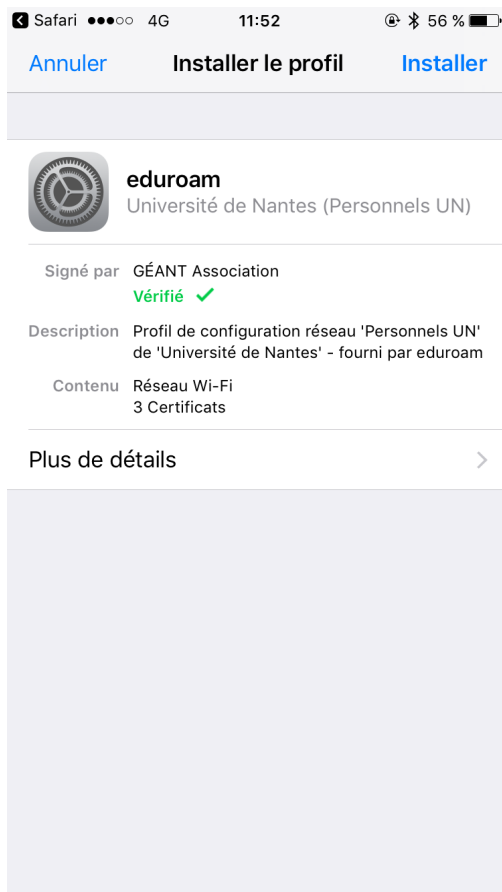 Safari 4G 11:52 56 %
Annuler Installer le profil Installer
eduroam
Université de Nantes (Personnels UN)
Signé par GÉANT Association
Vérifié
Description Profil de configuration réseau 'Personnels UN'
de 'Université de Nantes' - fourni par eduroam
Contenu Réseau Wi-Fi
3 Certificats
Plus de détails